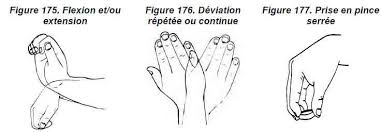 Figure 175. Flexion et/ou
extension
Figure 176. Déviation
répétée ou continue
Figure 177. Prise en pince
serrée